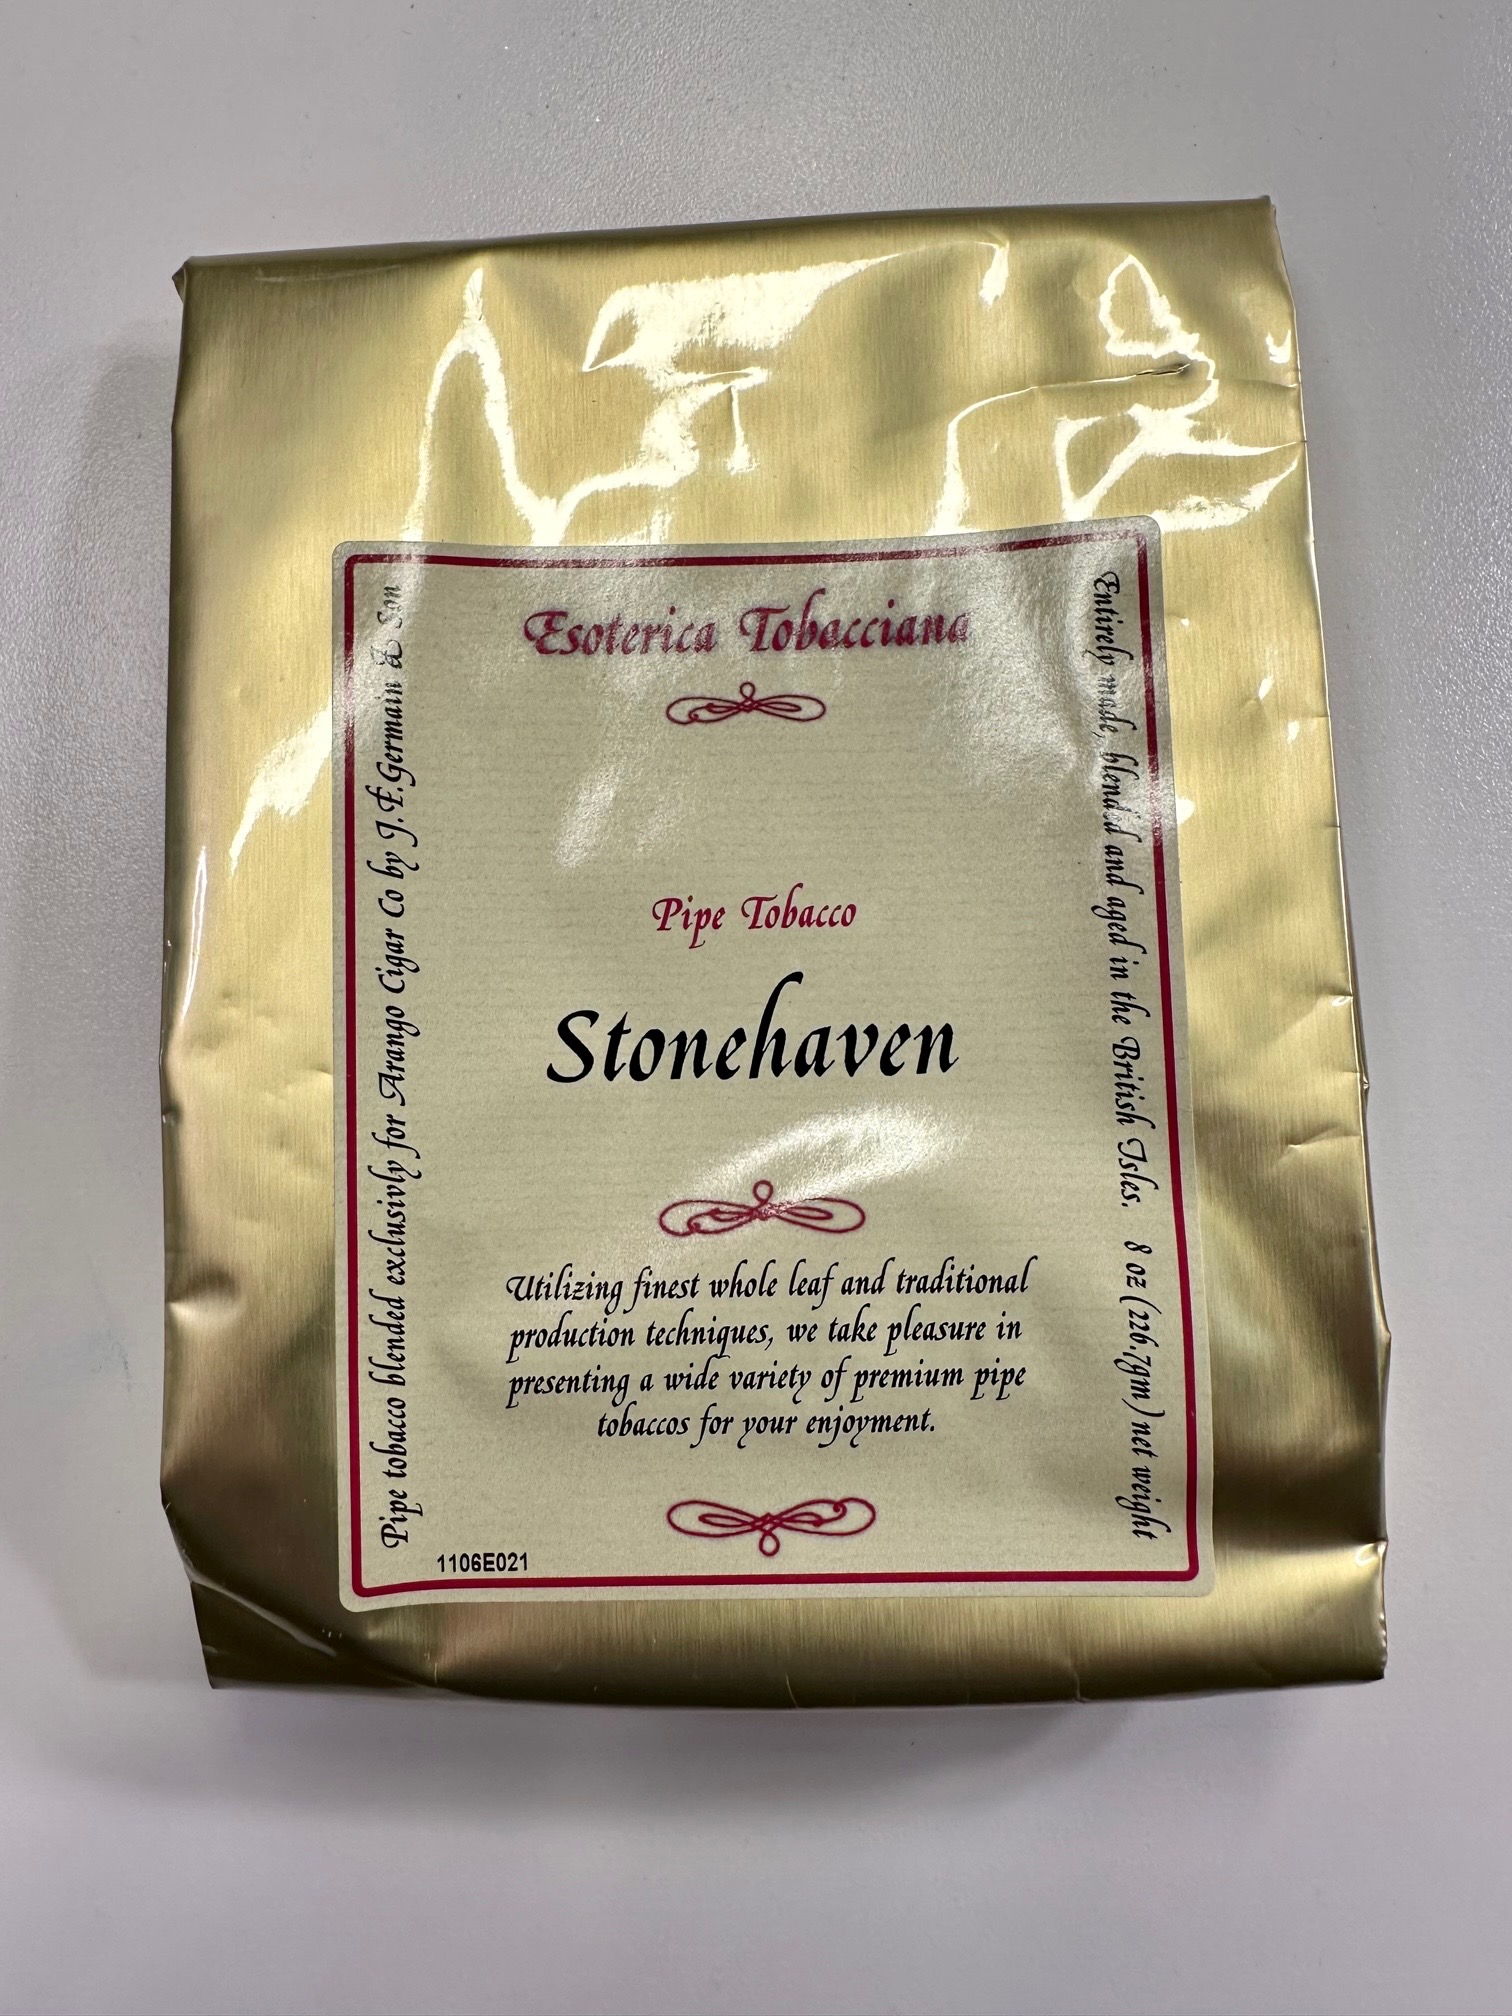 Esoterica Tobacciana
Pipe Tobacco
Stonehaven
Utilizing finest whole leaf and traditional
production techniques, we take pleasure in
presenting a wide variety of premium pipe
tobaccos for your enjoyment.
1106E021
Pipe tobacco blended exclusivly for Arango Cigar Co by J.F.Germain & Son
Entirely made, blended and aged in the British Isles. 8 oz (226.7gm) net weight